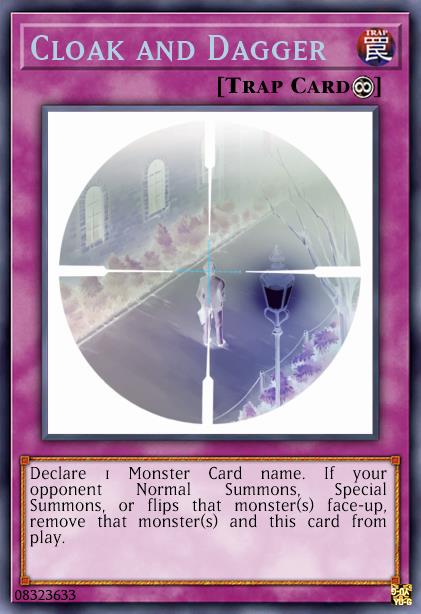 CLOAK AND DAGGER
TRAP
罠
[TRAP CARD]
Declare 1 Monster Card name. If your
opponent Normal Summons, Special
Summons, or flips that monster(s) face-up,
remove that monster(s) and this card from
play.
08323633